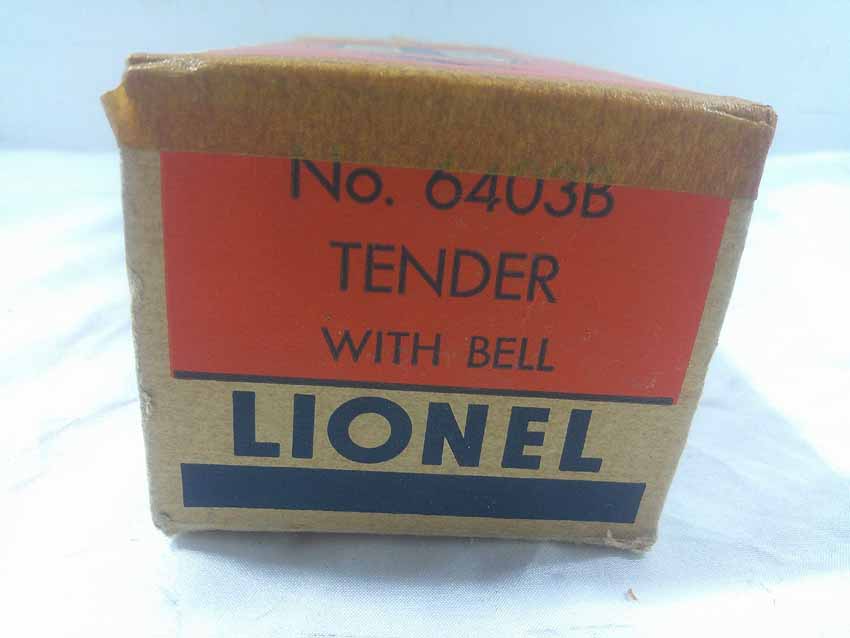 No. 6403B
TENDER
WITH BELL
LIONEL